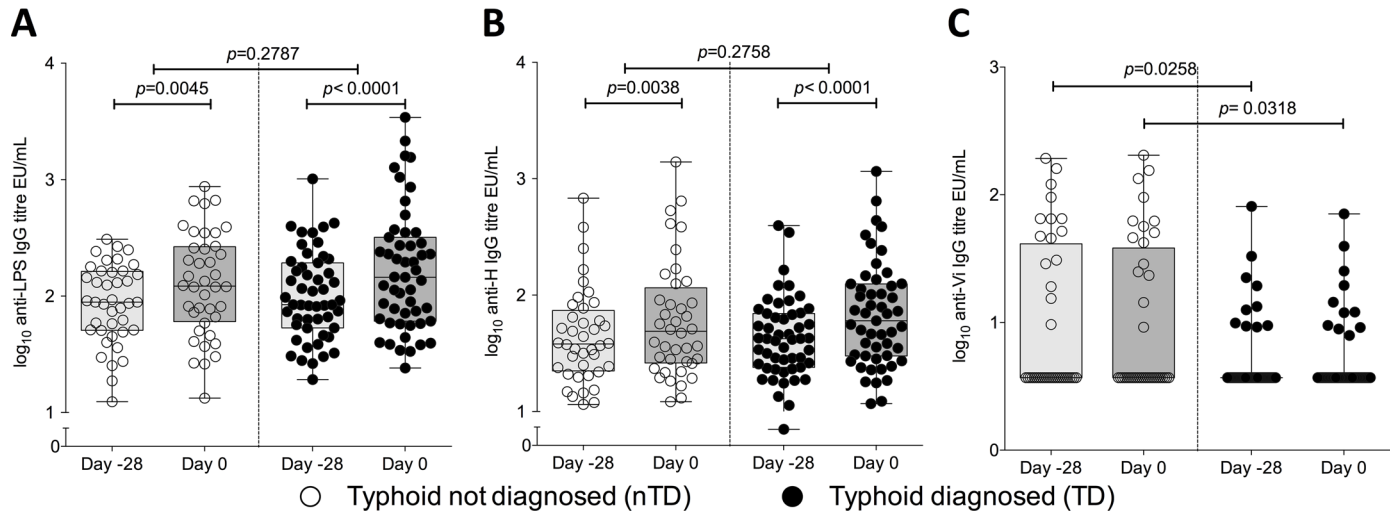 A
p=0.2787
p=0.0045
p< 0.0001
log10 anti-LPS IgG titre EU/mL
4
3
2
1
0
Day -28
Day 0
Day -28
Day 0
B
p=0.2758
p=0.0038
p< 0.0001
log10 anti-H IgG titre EU/mL
4
3
2
1
0
Day -28
Day 0
Day -28
Day 0
C
p=0.0258
p= 0.0318
log10 anti-Vi IgG titre EU/mL
3
2
1
0
Day -28
Day 0
Day -28
Day 0
Typhoid not diagnosed (nTD)
Typhoid diagnosed (TD)